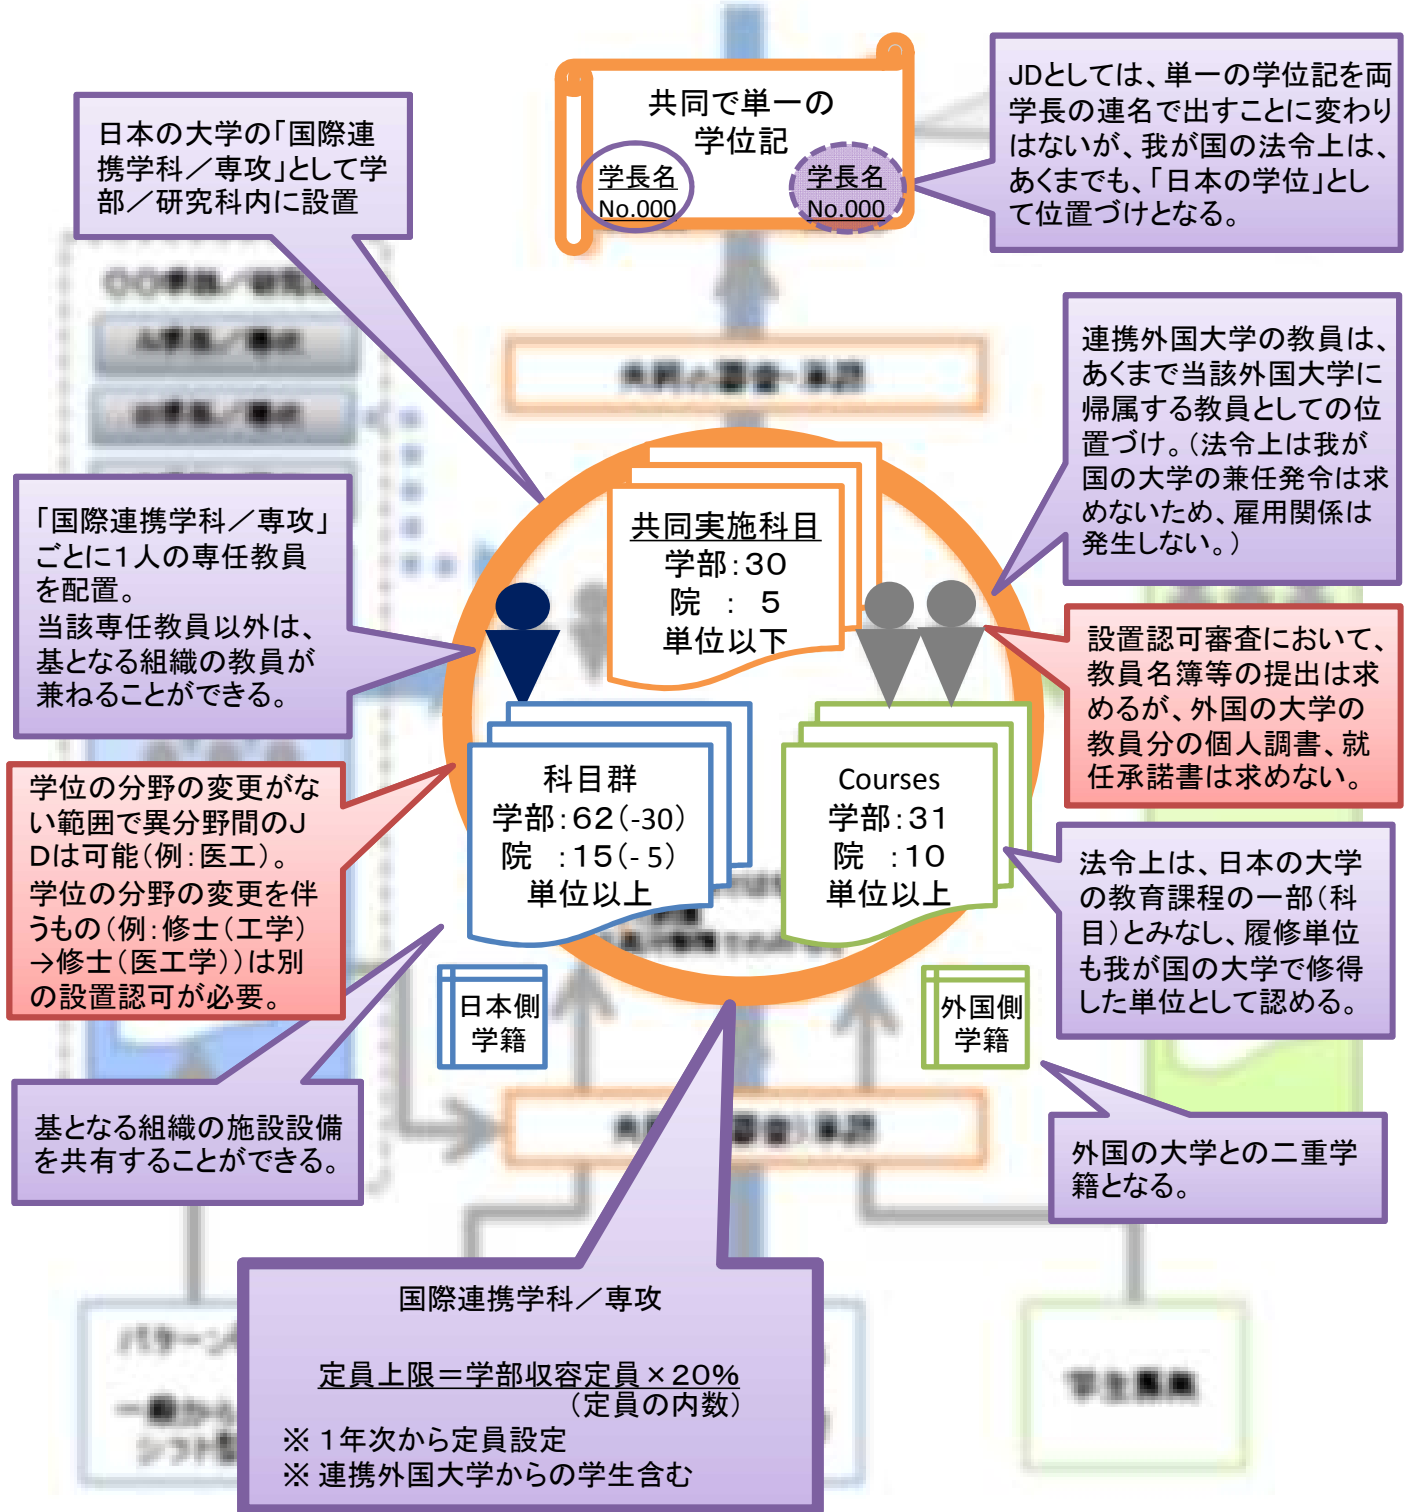 共同で単一の
学位記
学長名
No.000
学長名
No.000
JDとしては、単一の学位記を両
学長の連名で出すことに変わり
はないが、我が国の法令上は、
あくまでも、「日本の学位」とし
て位置づけとなる。
日本の大学の「国際連
携学科／専攻」として学
部／研究科内に設置
連携外国大学の教員は、
あくまで当該外国大学に
帰属する教員としての位
置づけ。（法令上は我が
国の大学の兼任発令は求
めないため、雇用関係は
発生しない。）
「国際連携学科／専攻」
ごとに１人の専任教員
を配置。
当該専任教員以外は、
基となる組織の教員が
兼ねることができる。
共同実施科目
学部：30
院　：　5
単位以下
設置認可審査において、
教員名簿等の提出は求
めるが、外国の大学の
教員分の個人調書、就
任承諾書は求めない。
学位の分野の変更がな
い範囲で異分野間のJ
Dは可能（例：医工）。
学位の分野の変更を伴
うもの（例：修士（工学）
→修士（医工学））は別
の設置認可が必要。
科目群
学部：62（-30）
院　：15（- 5）
単位以上
Courses
学部：31
院　：10
単位以上
法令上は、日本の大学
の教育課程の一部（科
目）とみなし、履修単位
も我が国の大学で修得
した単位として認める。
日本側
学籍
外国側
学籍
基となる組織の施設設備
を共有することができる。
外国の大学との二重学
籍となる。
国際連携学科／専攻
定員上限＝学部収容定員×20%
（定員の内数）
※ 1年次から定員設定
※ 連携外国大学からの学生含む